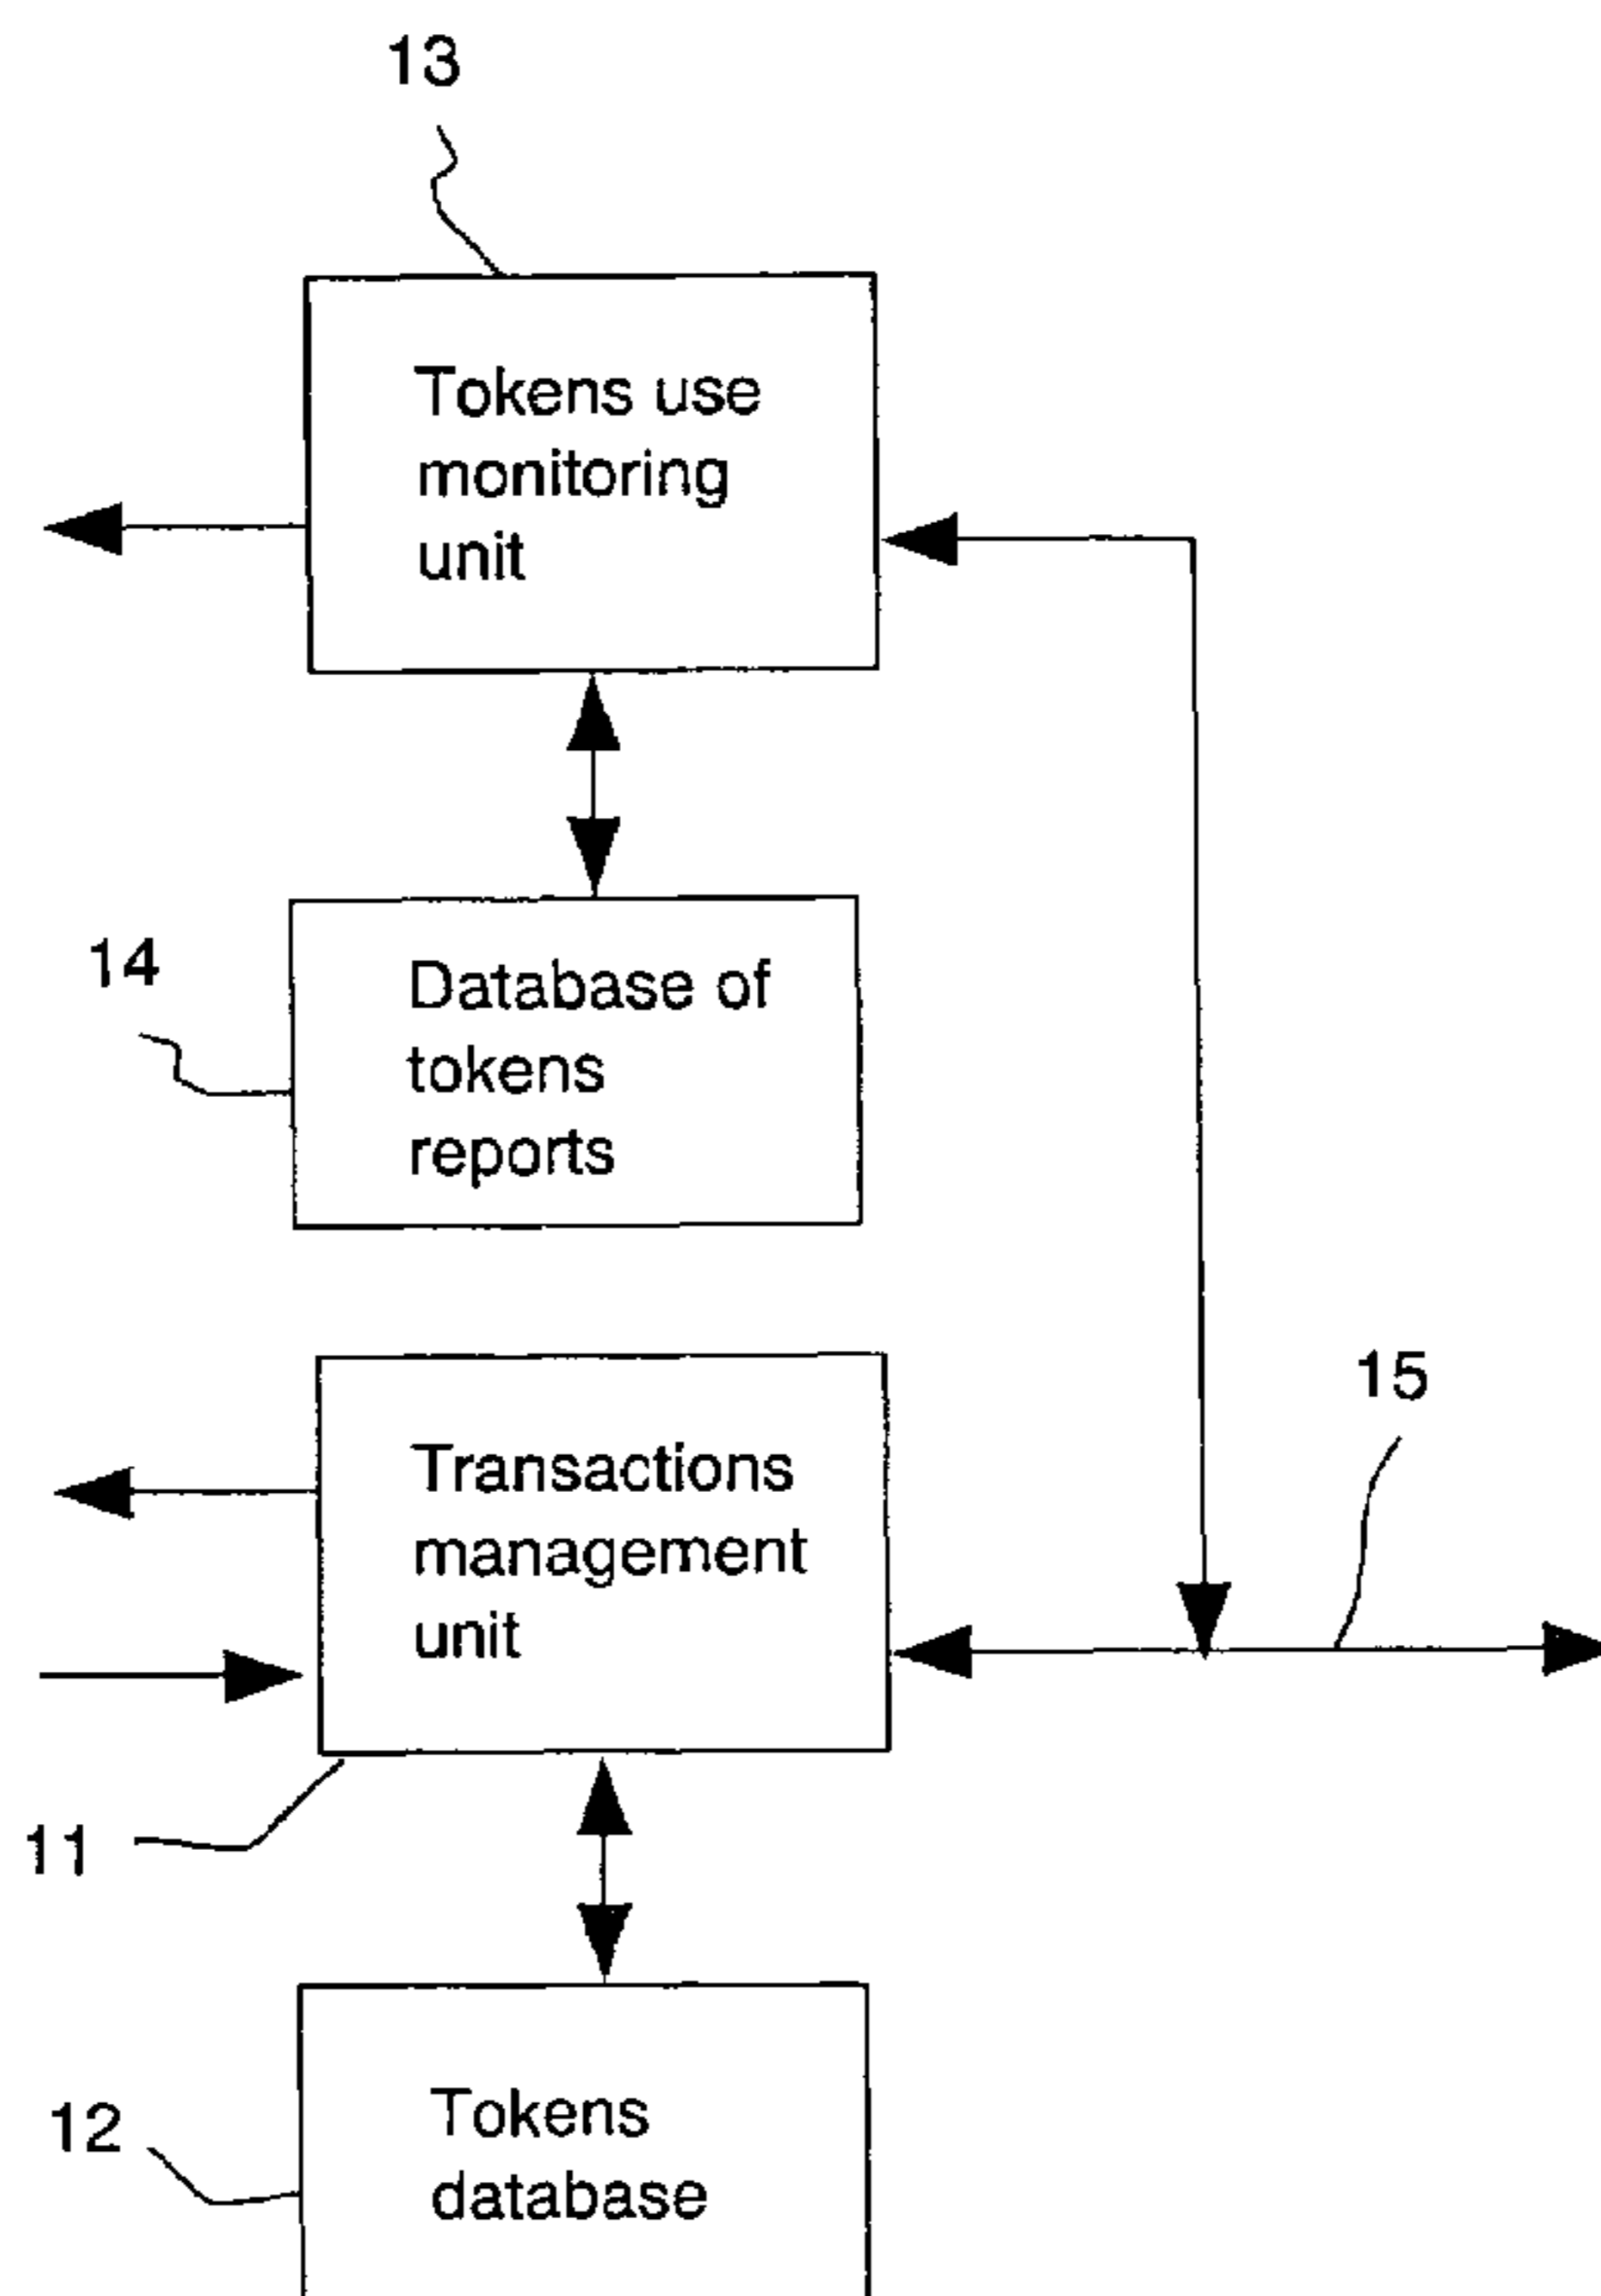 13
Tokens use
monitoring
unit
14
Database of
tokens
reports
15
Transactions
management
unit
11
12
Tokens
database